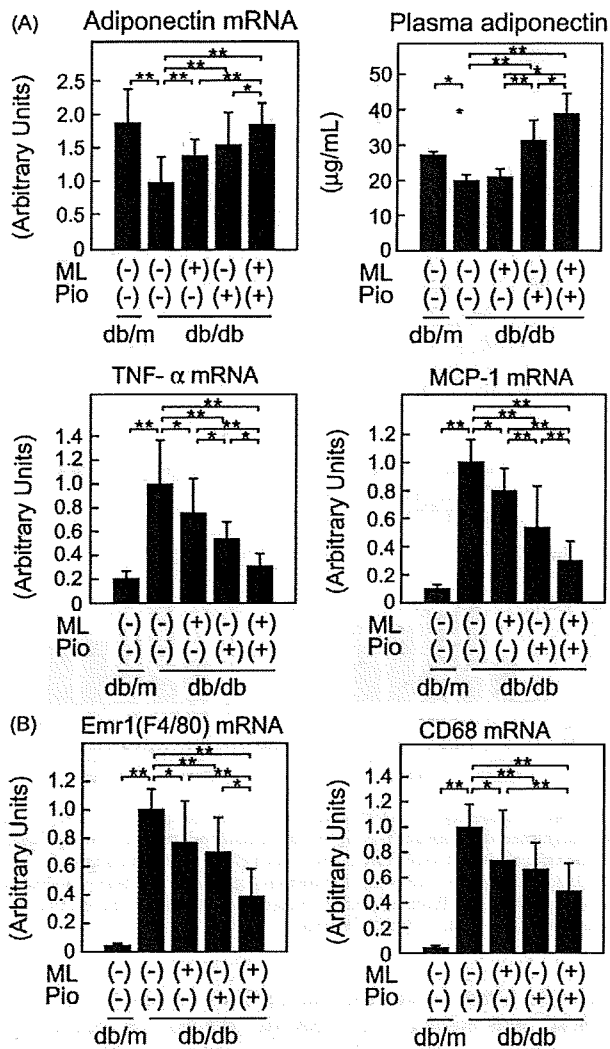 (A) Adiponectin mRNA
** ** ** ** ** *
(Arbitrary Units)
2.5
2.0
1.5
1.0
0.5
0
ML (-) (-) (+) (-) (+)
Pio (-) (-) (-) (+) (+)
db/m db/db
Plasma adiponectin
* ** ** * ** *
*
(µg/mL)
50
40
30
20
10
0
ML (-) (-) (+) (-) (+)
Pio (-) (-) (-) (+) (+)
db/m db/db
TNF- α mRNA
** ** ** * ** * *
(Arbitrary Units)
1.4
1.2
1.0
0.8
0.6
0.4
0.2
0
ML (-) (-) (+) (-) (+)
Pio (-) (-) (-) (+) (+)
db/m db/db
MCP-1 mRNA
** ** ** * ** ** **
(Arbitrary Units)
1.4
1.2
1.0
0.8
0.6
0.4
0.2
0
ML (-) (-) (+) (-) (+)
Pio (-) (-) (-) (+) (+)
db/m db/db
(B) Emr1(F4/80) mRNA
** ** ** * ** *
(Arbitrary Units)
1.4
1.2
1.0
0.8
0.6
0.4
0.2
0
ML (-) (-) (+) (-) (+)
Pio (-) (-) (-) (+) (+)
db/m db/db
CD68 mRNA
** ** ** * **
(Arbitrary Units)
1.4
1.2
1.0
0.8
0.6
0.4
0.2
0
ML (-) (-) (+) (-) (+)
Pio (-) (-) (-) (+) (+)
db/m db/db